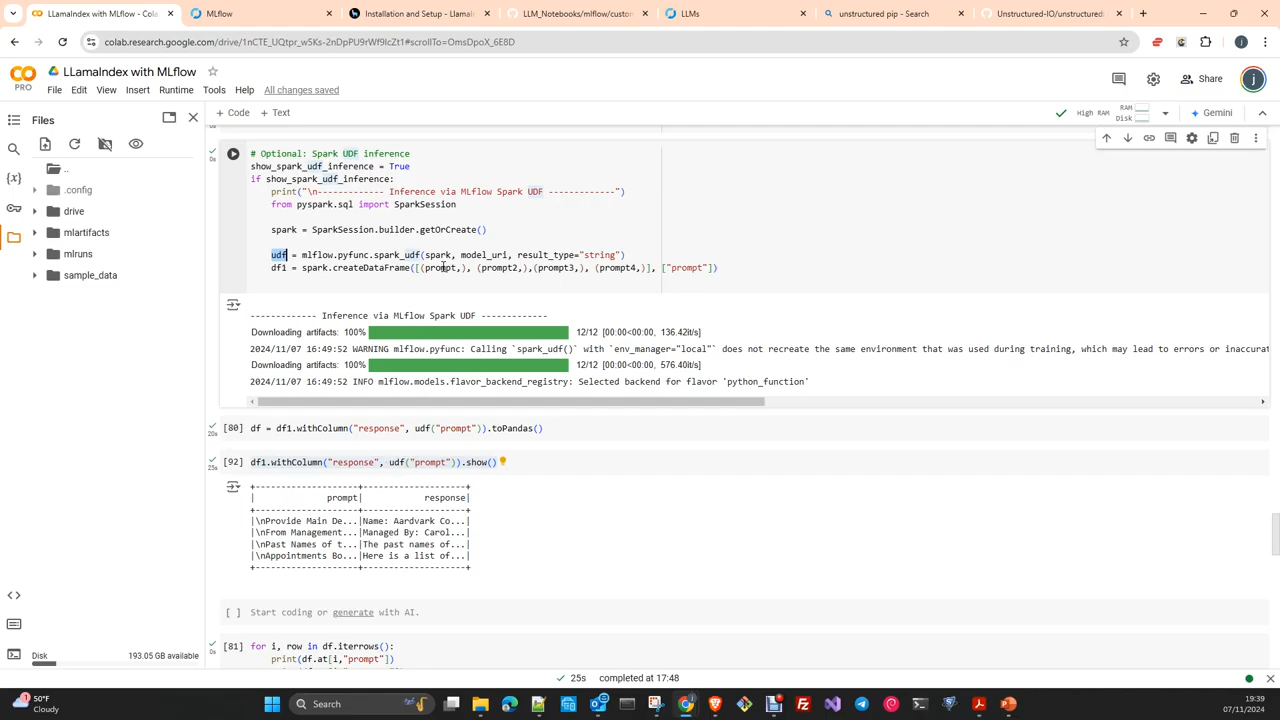 LLamaIndex with MLflow - Cola
MLflow
Installation and Setup - Llamal
LLM_Notebooks/mlflow/custom
LLMs
unstructured pip - Search
Unstructured-IO/unstructured
colab.research.google.com/drive/1nCTE_UQtpr_w5Ks-2nDpPU9rWf9lcZt1#scrollTo=OmsDpoX_6E8D
CO
PRO
LLamaIndex with MLflow
File Edit View Insert Runtime Tools Help All changes saved
Share
Files
+ Code + Text
High RAM
RAM
Disk
Gemini
..
.config
drive
mlartifacts
mlruns
sample_data
Disk
193.05 GB available
0s
# Optional: Spark UDF inference
show_spark_udf_inference = True
if show_spark_udf_inference:
print("\n------------ Inference via MLflow Spark UDF -------------")
from pyspark.sql import SparkSession
spark = SparkSession.builder.getOrCreate()
udf = mlflow.pyfunc.spark_udf(spark, model_uri, result_type="string")
df1 = spark.createDataFrame([(prompt,), (prompt2,),(prompt3,), (prompt4,)], ["prompt"])
------------ Inference via MLflow Spark UDF -------------
Downloading artifacts: 100% 12/12 [00:00<00:00, 136.42it/s]
2024/11/07 16:49:52 WARNING mlflow.pyfunc: Calling `spark_udf()` with `env_manager="local"` does not recreate the same environment that was used during training, which may lead to errors or inaccurat
Downloading artifacts: 100% 12/12 [00:00<00:00, 576.40it/s]
2024/11/07 16:49:52 INFO mlflow.models.flavor_backend_registry: Selected backend for flavor 'python_function'
[80] df = df1.withColumn("response", udf("prompt")).toPandas()
20s
[92] df1.withColumn("response", udf("prompt")).show()
25s
+--------------------+--------------------+
| prompt| response|
+--------------------+--------------------+
|\nProvide Main De...|Name: Aardvark Co...|
|\nFrom Management...|Managed By: Carol...|
|\nPast Names of t...|The past names of...|
|\nAppointments Bo...|Here is a list of...|
+--------------------+--------------------+
[ ] Start coding or generate with AI.
[81] for i, row in df.iterrows():
0s
print(df.at[i,"prompt"])
25s completed at 17:48
50°F
Cloudy
Search
19:39
07/11/2024